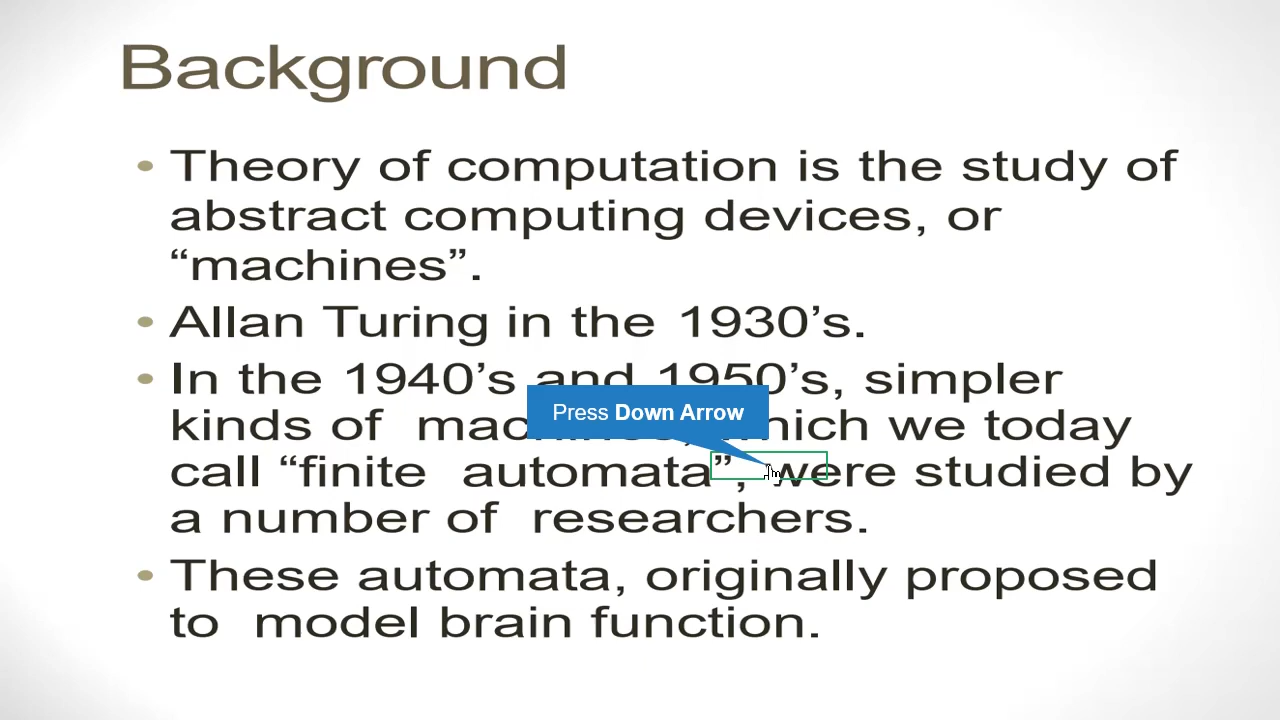 Background
• Theory of computation is the study of
abstract computing devices, or
“machines”.
• Allan Turing in the 1930’s.
• In the 1940’s and 1950’s, simpler
kinds of machines, which we today
call “finite automata”, were studied by
a number of researchers.
• These automata, originally proposed
to model brain function.
Press Down Arrow